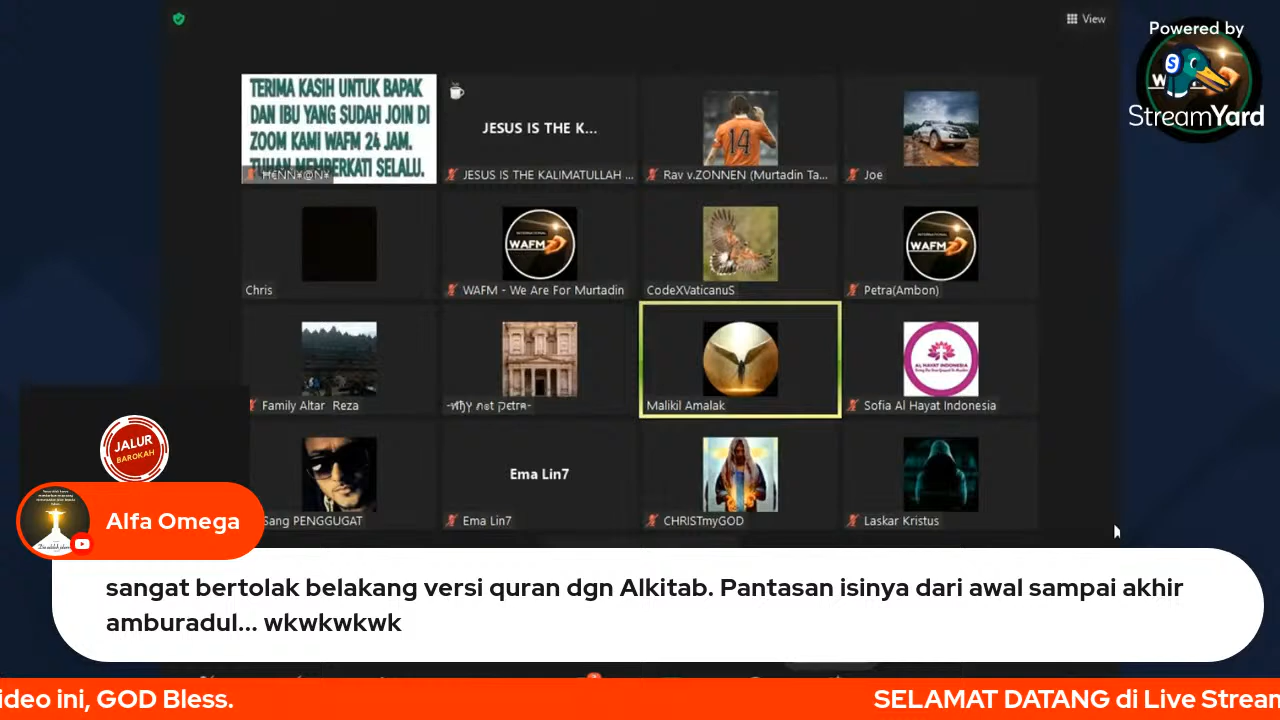 View
Powered by
StreamYard
TERIMA KASIH UNTUK BAPAK
DAN IBU YANG SUDAH JOIN DI
ZOOM KAMI WAFM 24 JAM.
TUHAN MEMBERKATI SELALU.
H€NN¥@N¥
JESUS IS THE K...
JESUS IS THE KALIMATULLAH ...
14
Rav v.ZONNEN (Murtadin Ta...
Joe
Chris
WAFM
WAFM - We Are For Murtadin
CodeXVaticanuS
WAFM
Petra(Ambon)
Family Altar Reza
Malikil Amalak
AL HAYAT INDONESIA
Sofia Al Hayat Indonesia
JALUR
BAROKAH
Sang PENGGUGAT
Ema Lin7
Ema Lin7
CHRISTmyGOD
Laskar Kristus
Alfa Omega
sangat bertolak belakang versi quran dgn Alkitab. Pantasan isinya dari awal sampai akhir
amburadul... wkwkwkwk
ideo ini, GOD Bless.
SELAMAT DATANG di Live Stream